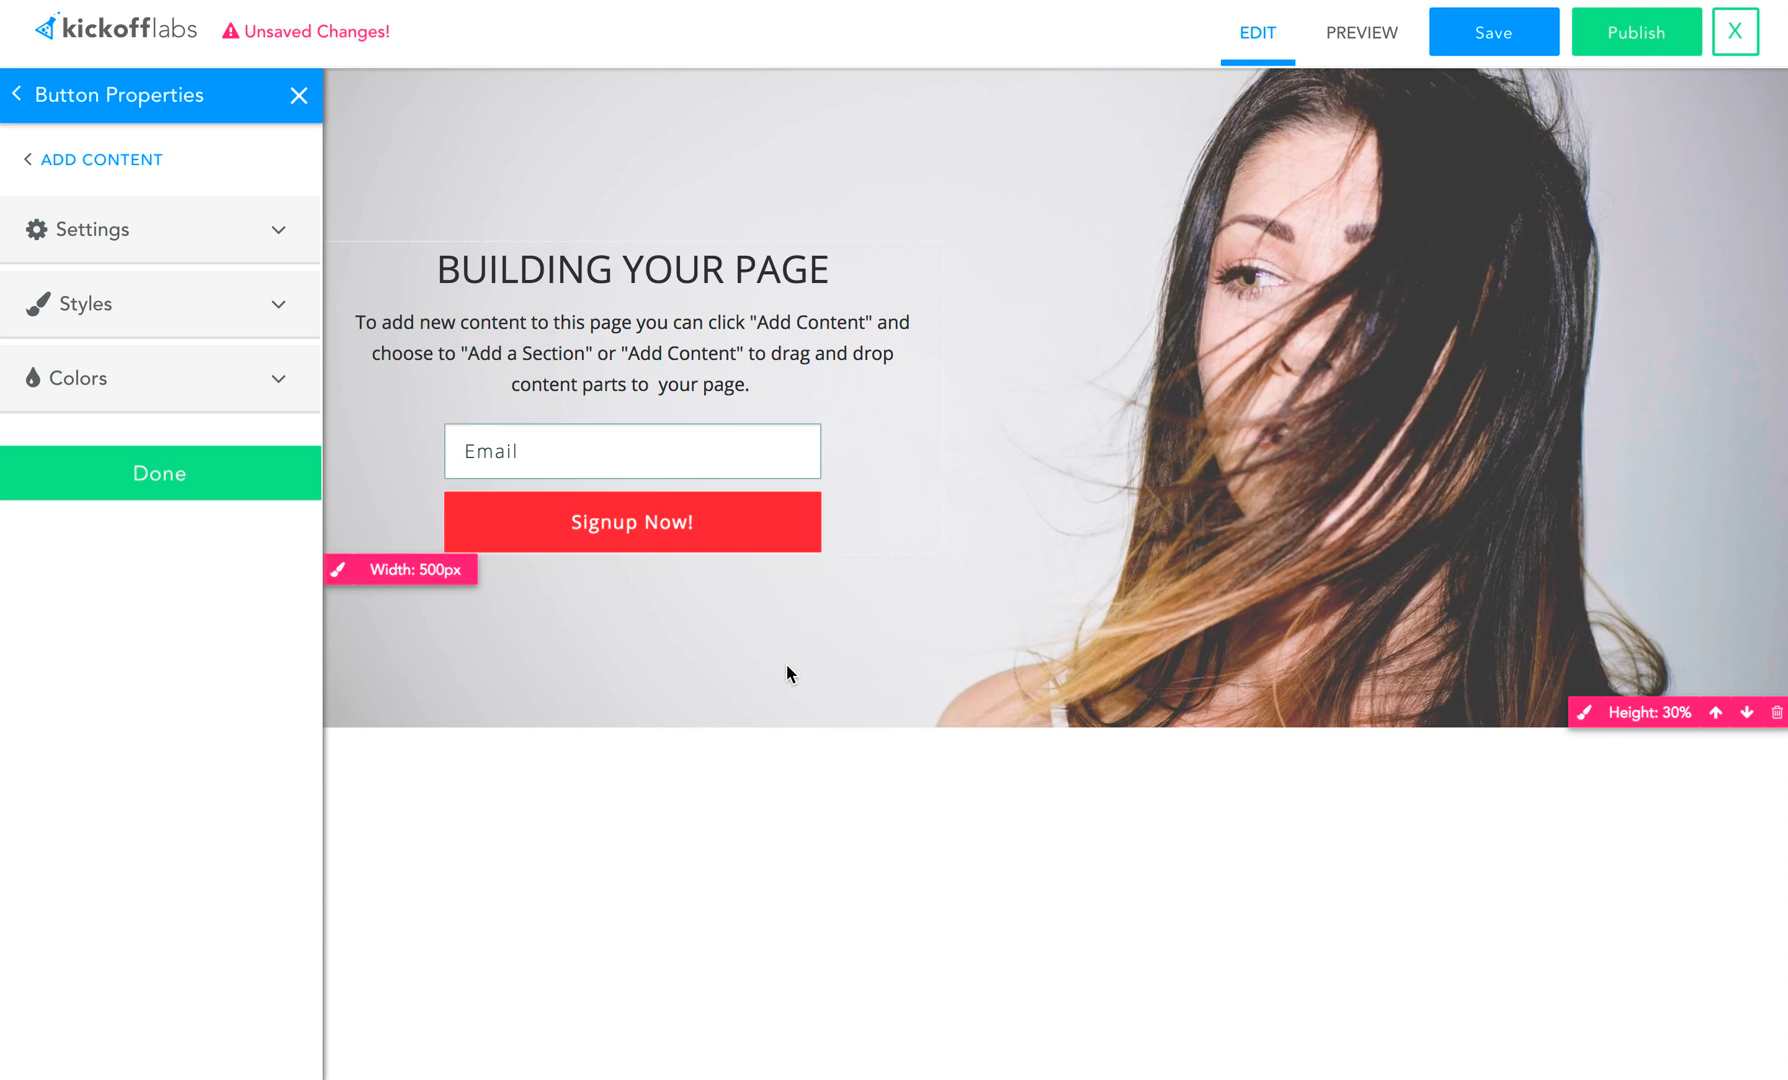 kickofflabs
Unsaved Changes!
EDIT
PREVIEW
Save
Publish
X
Button Properties
ADD CONTENT
Settings
Styles
Colors
Done
BUILDING YOUR PAGE
To add new content to this page you can click "Add Content" and
choose to "Add a Section" or "Add Content" to drag and drop
content parts to  your page.
Email
Signup Now!
Width: 500px
Height: 30%